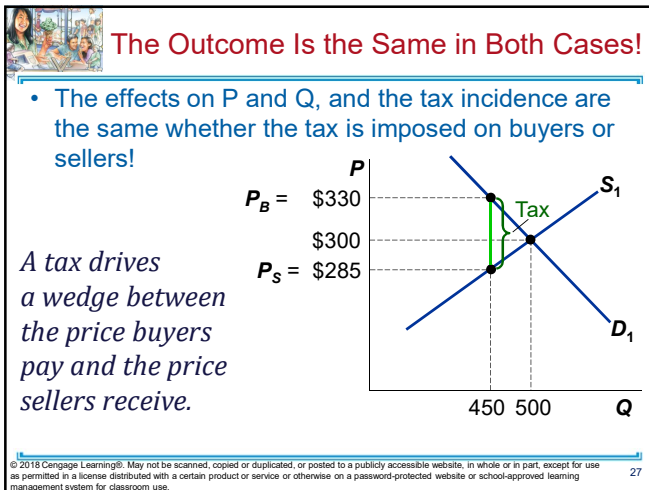 The Outcome Is the Same in Both Cases!
• The effects on P and Q, and the tax incidence are
the same whether the tax is imposed on buyers or
sellers!
P
S1
PB = $330
Tax
$300
A tax drives
a wedge between
the price buyers
pay and the price
sellers receive.
PS = $285
D1
450 500 Q
© 2018 Cengage Learning®. May not be scanned, copied or duplicated, or posted to a publicly accessible website, in whole or in part, except for use
as permitted in a license distributed with a certain product or service or otherwise on a password-protected website or school-approved learning
management system for classroom use.
27